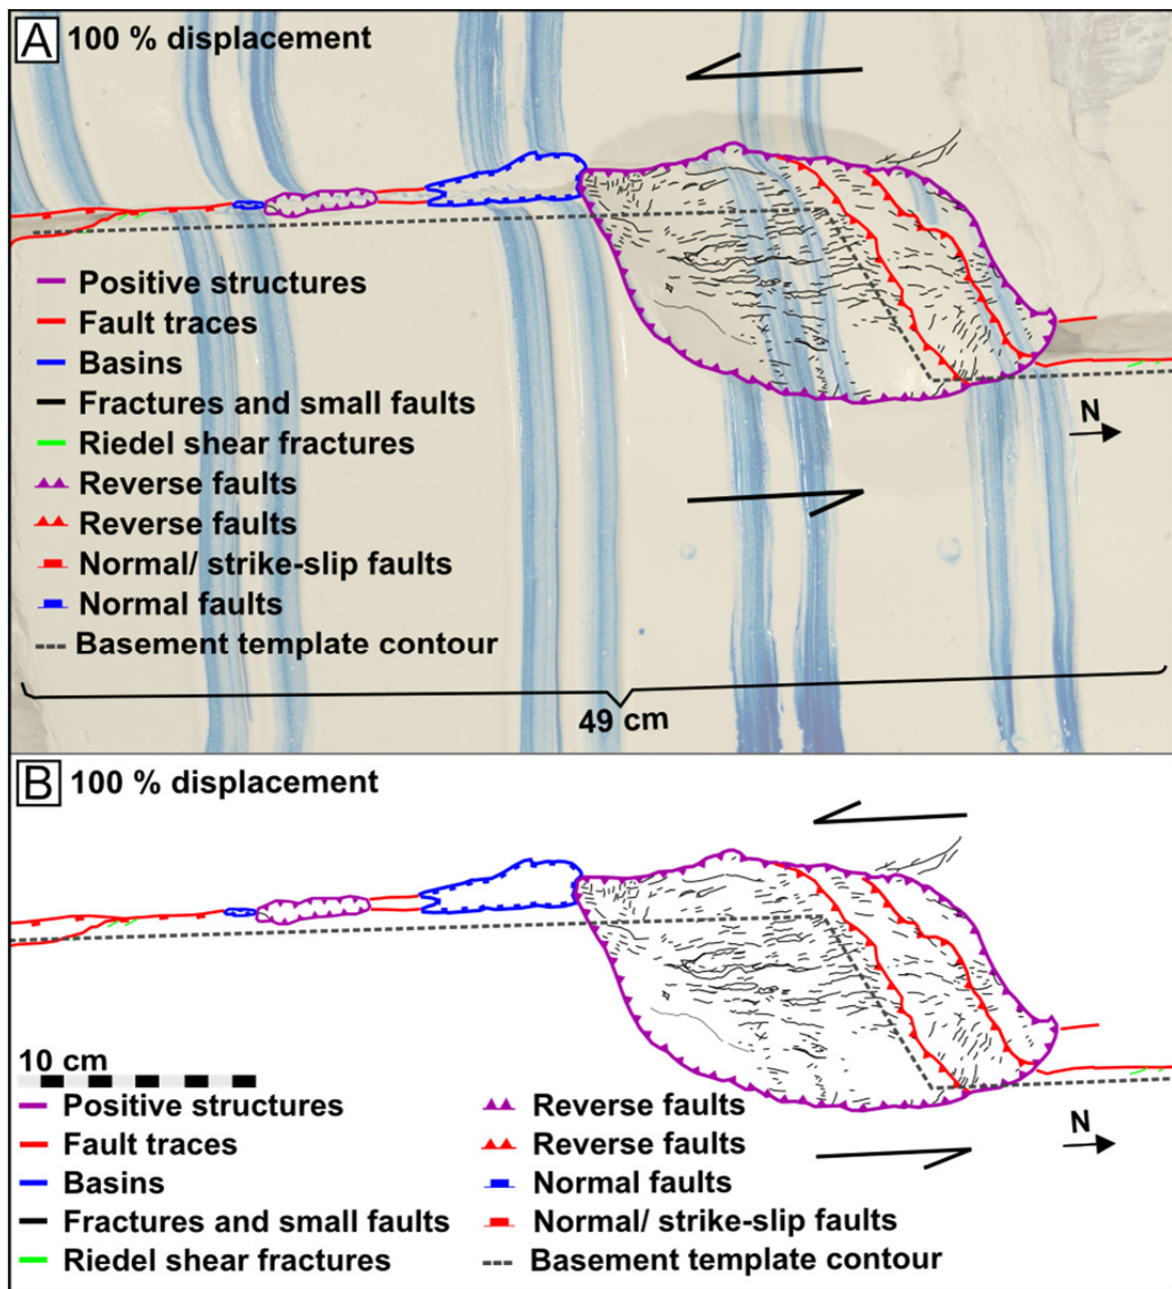 A 100 % displacement
Positive structures
Fault traces
Basins
Fractures and small faults
Riedel shear fractures
Reverse faults
Reverse faults
Normal/ strike-slip faults
Normal faults
Basement template contour
N
49 cm
B 100 % displacement
10 cm
Positive structures
Fault traces
Basins
Fractures and small faults
Riedel shear fractures
Reverse faults
Reverse faults
Normal faults
Normal/ strike-slip faults
Basement template contour
N